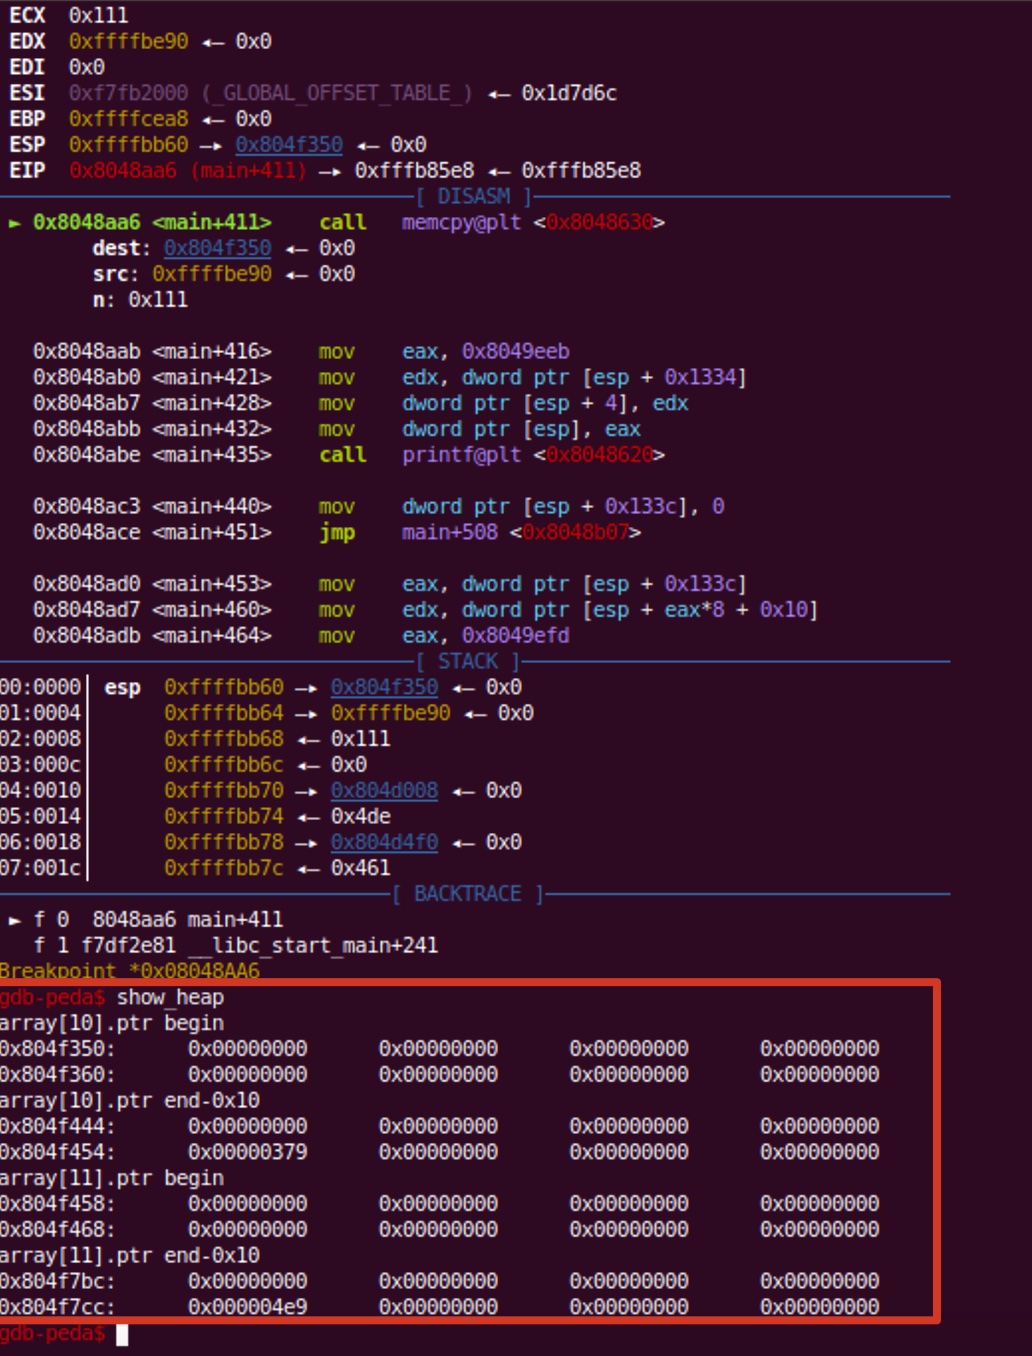 ECX 0x111
EDX 0xffffbe90 ◂— 0x0
EDI 0x0
ESI 0xf7fb2000 (_GLOBAL_OFFSET_TABLE_) ◂— 0x1d7d6c
EBP 0xffffcea8 ◂— 0x0
ESP 0xffffbb60 —▸ 0x804f350 ◂— 0x0
EIP 0x8048aa6 (main+411) —▸ 0xfffb85e8 ◂— 0xfffb85e8
[ DISASM ]
► 0x8048aa6 <main+411> call memcpy@plt <0x8048630>
dest: 0x804f350 ◂— 0x0
src: 0xffffbe90 ◂— 0x0
n: 0x111
0x8048aab <main+416> mov eax, 0x8049eeb
0x8048ab0 <main+421> mov edx, dword ptr [esp + 0x1334]
0x8048ab7 <main+428> mov dword ptr [esp + 4], edx
0x8048abb <main+432> mov dword ptr [esp], eax
0x8048abe <main+435> call printf@plt <0x8048620>
0x8048ac3 <main+440> mov dword ptr [esp + 0x133c], 0
0x8048ace <main+451> jmp main+508 <0x8048b07>
0x8048ad0 <main+453> mov eax, dword ptr [esp + 0x133c]
0x8048ad7 <main+460> mov edx, dword ptr [esp + eax*8 + 0x10]
0x8048adb <main+464> mov eax, 0x8049efd
[ STACK ]
00:0000│ esp 0xffffbb60 —▸ 0x804f350 ◂— 0x0
01:0004│ 0xffffbb64 —▸ 0xffffbe90 ◂— 0x0
02:0008│ 0xffffbb68 ◂— 0x111
03:000c│ 0xffffbb6c ◂— 0x0
04:0010│ 0xffffbb70 —▸ 0x804d008 ◂— 0x0
05:0014│ 0xffffbb74 ◂— 0x4de
06:0018│ 0xffffbb78 —▸ 0x804d4f0 ◂— 0x0
07:001c│ 0xffffbb7c ◂— 0x461
[ BACKTRACE ]
► f 0 8048aa6 main+411
f 1 f7df2e81 __libc_start_main+241
Breakpoint *0x08048AA6
gdb-peda$ show_heap
array[10].ptr begin
0x804f350: 0x00000000 0x00000000 0x00000000 0x00000000
0x804f360: 0x00000000 0x00000000 0x00000000 0x00000000
array[10].ptr end-0x10
0x804f444: 0x00000000 0x00000000 0x00000000 0x00000000
0x804f454: 0x00000379 0x00000000 0x00000000 0x00000000
array[11].ptr begin
0x804f458: 0x00000000 0x00000000 0x00000000 0x00000000
0x804f468: 0x00000000 0x00000000 0x00000000 0x00000000
array[11].ptr end-0x10
0x804f7bc: 0x00000000 0x00000000 0x00000000 0x00000000
0x804f7cc: 0x000004e9 0x00000000 0x00000000 0x00000000
gdb-peda$